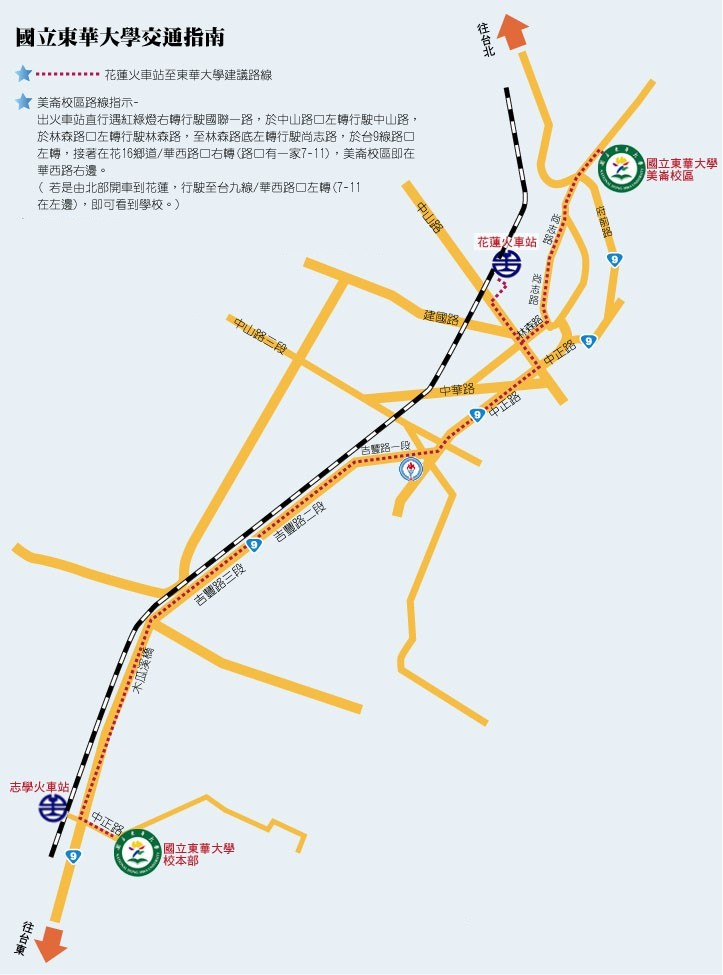 國立東華大學交通指南
花蓮火車站至東華大學建議路線
美崙校區路線指示-
出火車站直行遇紅綠燈右轉行駛國聯一路，於中山路口左轉行駛中山路，
於林森路口左轉行駛林森路，至林森路底左轉行駛尚志路，於台9線路口
左轉，接著在花16鄉道/華西路口右轉(路口有一家7-11)，美崙校區即在
華西路右邊。
( 若是由北部開車到花蓮，行駛至台九線/華西路口左轉(7-11
在左邊)，即可看到學校。)
往台北
國立東華大學
美崙校區
中山路
府前路
尚志路
花蓮火車站
9
尚志路
建國路
林森路
中山路三段
中正路
9
中華路
9
中正路
吉豐路一段
吉豐路二段
9
吉豐路三段
木瓜溪橋
志學火車站
中正路
國立東華大學
校本部
9
往台東